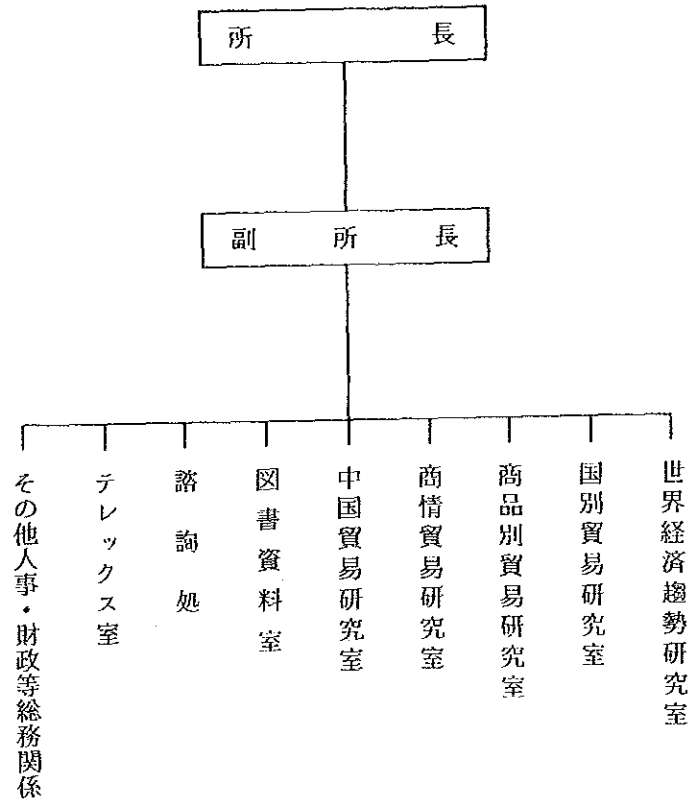 所長
副所長
世界経済趨勢研究室
国別貿易研究室
商品別貿易研究室
商情貿易研究室
中国貿易研究室
図書資料室
諮詢処
テレックス室
その他人事・財政等総務関係